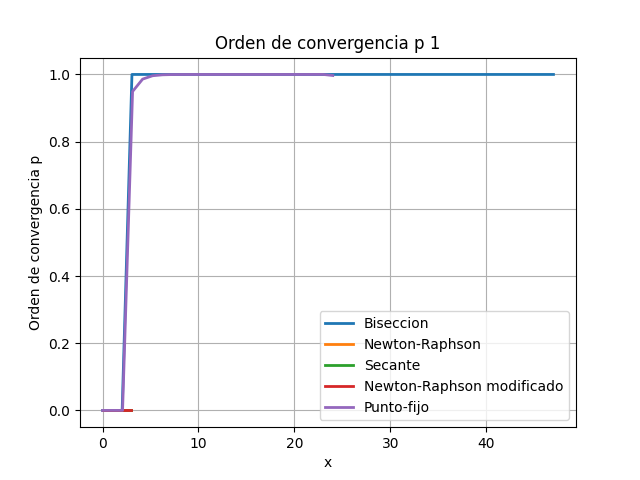 Orden de convergencia p 1
Orden de convergencia p
1.0
0.8
0.6
0.4
0.2
0.0
0 10 20 30 40
x
Biseccion
Newton-Raphson
Secante
Newton-Raphson modificado
Punto-fijo